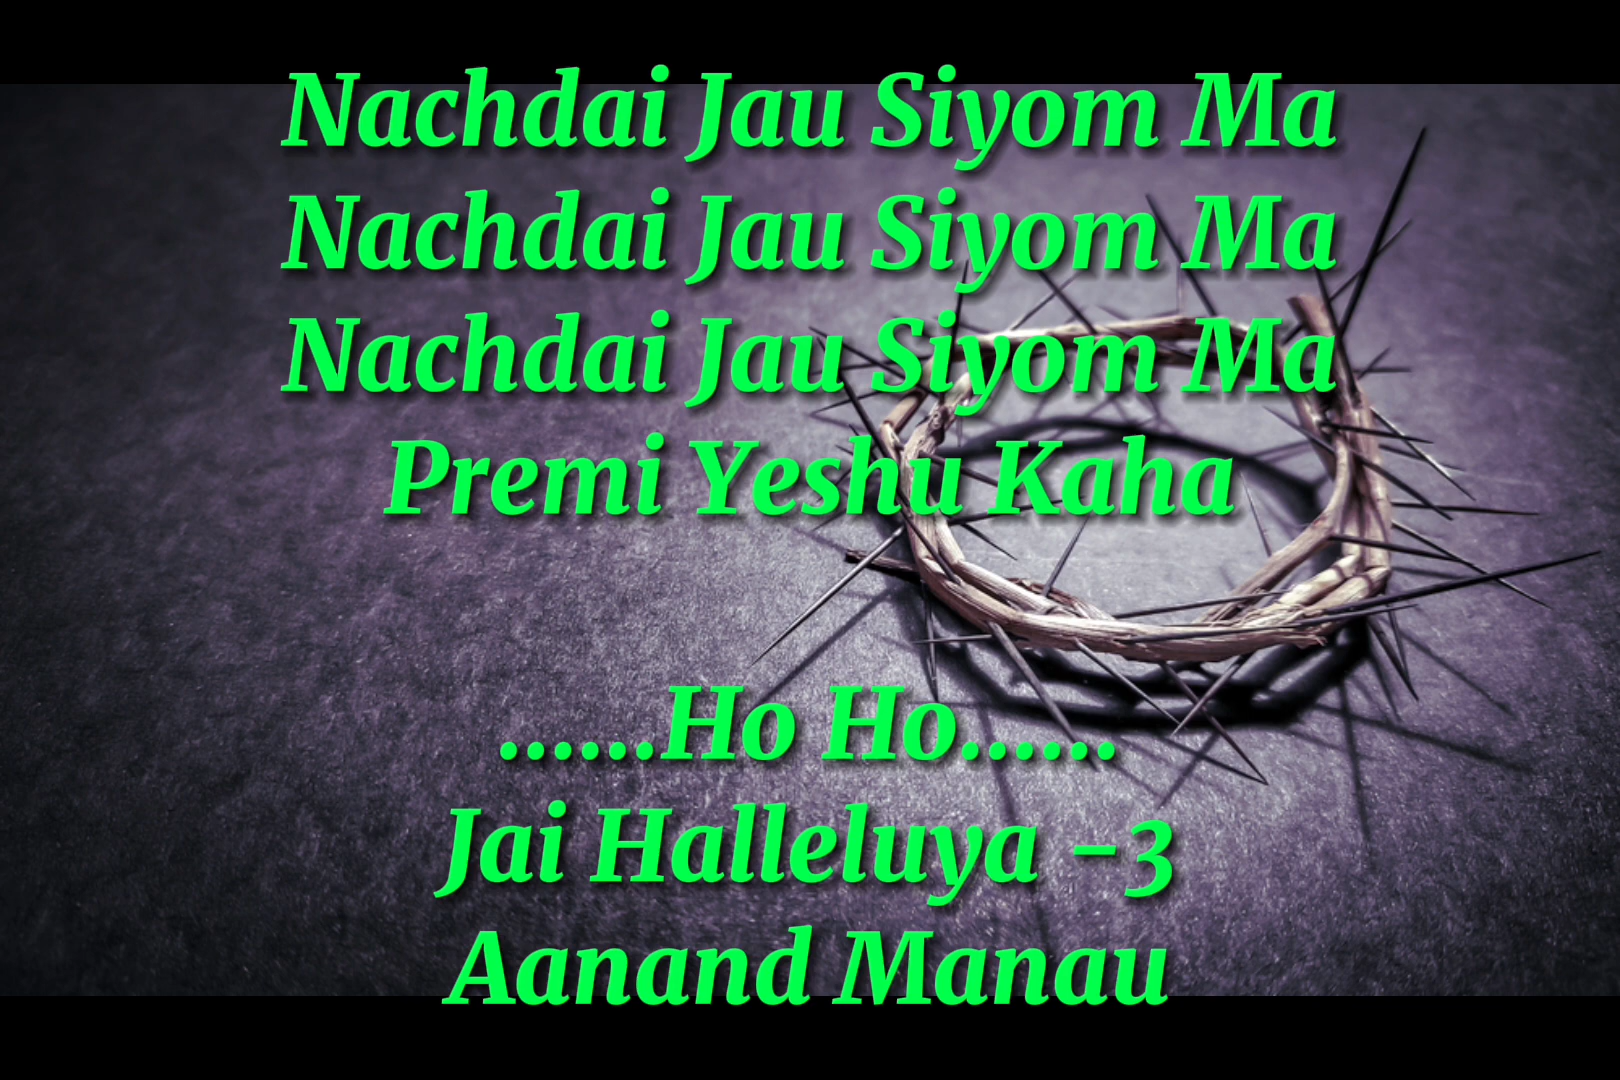 Nachdai Jau Siyom Ma
Nachdai Jau Siyom Ma
Nachdai Jau Siyom Ma
Premi Yeshu Kaha
......Ho Ho......
Jai Halleluya -3
Aanand Manau